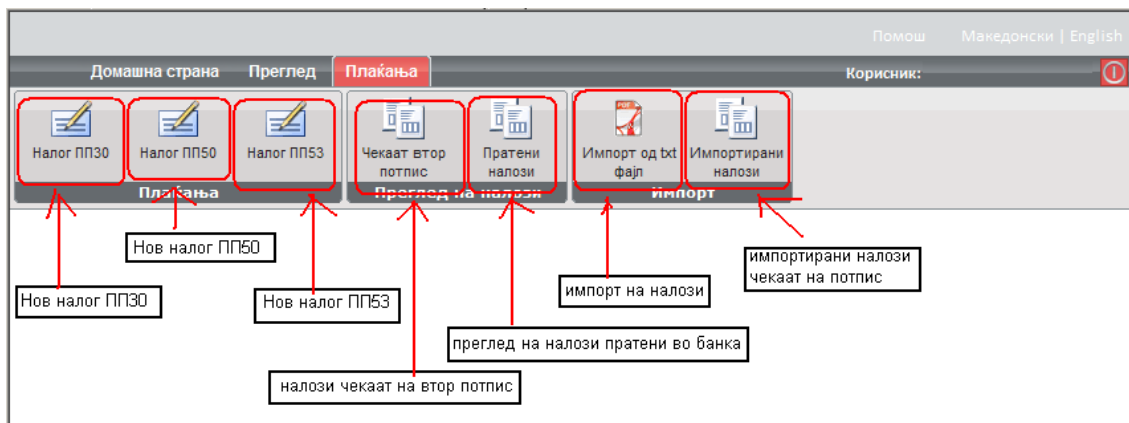 Помош Македонски | English
Домашна страна Преглед Плаќања Корисник:
Налог ПП30 Налог ПП50 Налог ПП53
Чекаат втор
потпис
Пратени
налози
Импорт од txt
фајл
Импортирани
налози
Плаќања Преглед на налози Импорт
Нов налог ПП50
импортирани налози
чекаат на потпис
Нов налог ПП30
Нов налог ПП53
импорт на налози
преглед на налози пратени во банка
налози чекаат на втор потпис